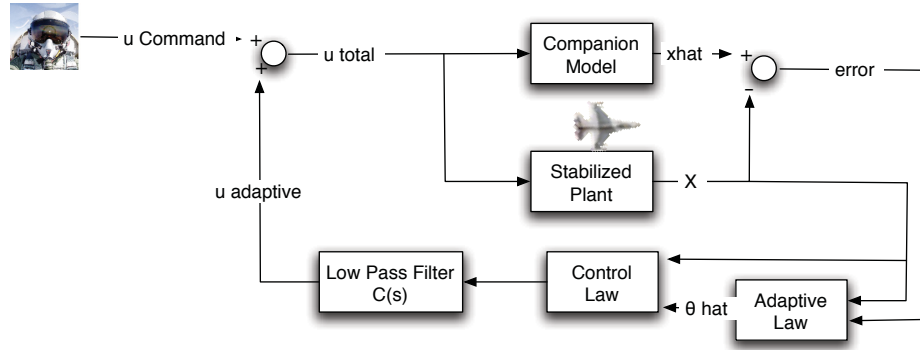 u Command
+
+
u total
Companion
Model
xhat
+
−
error
Stabilized
Plant
X
u adaptive
Low Pass Filter
C(s)
Control
Law
θ hat
Adaptive
Law